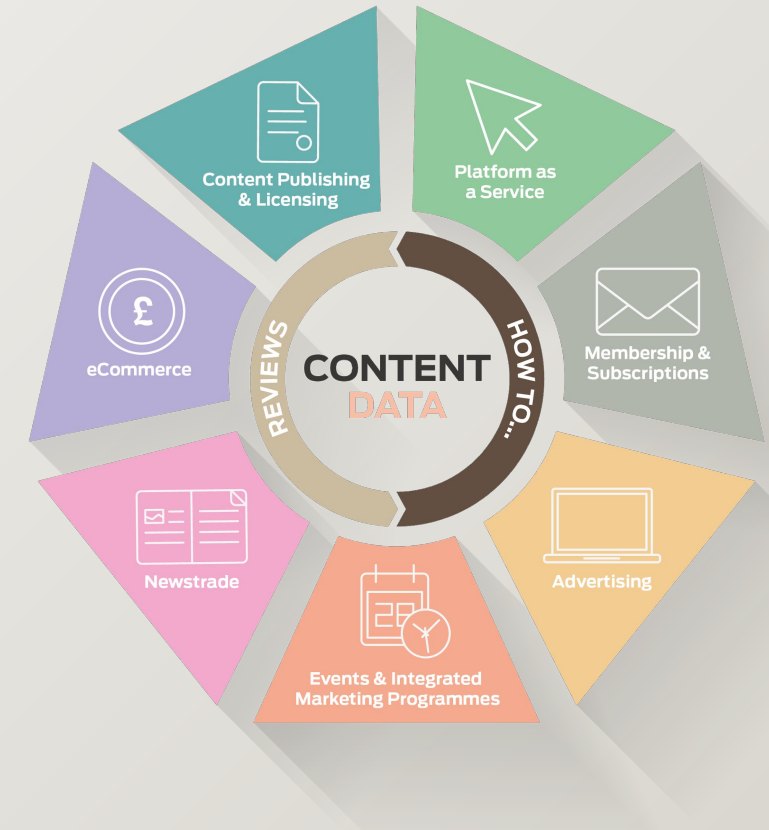 Content Publishing
& Licensing
Platform as
a Service
eCommerce
£
Membership &
Subscriptions
REVIEWS
HOW TO...
CONTENT
DATA
Newstrade
Advertising
28
Events & Integrated
Marketing Programmes